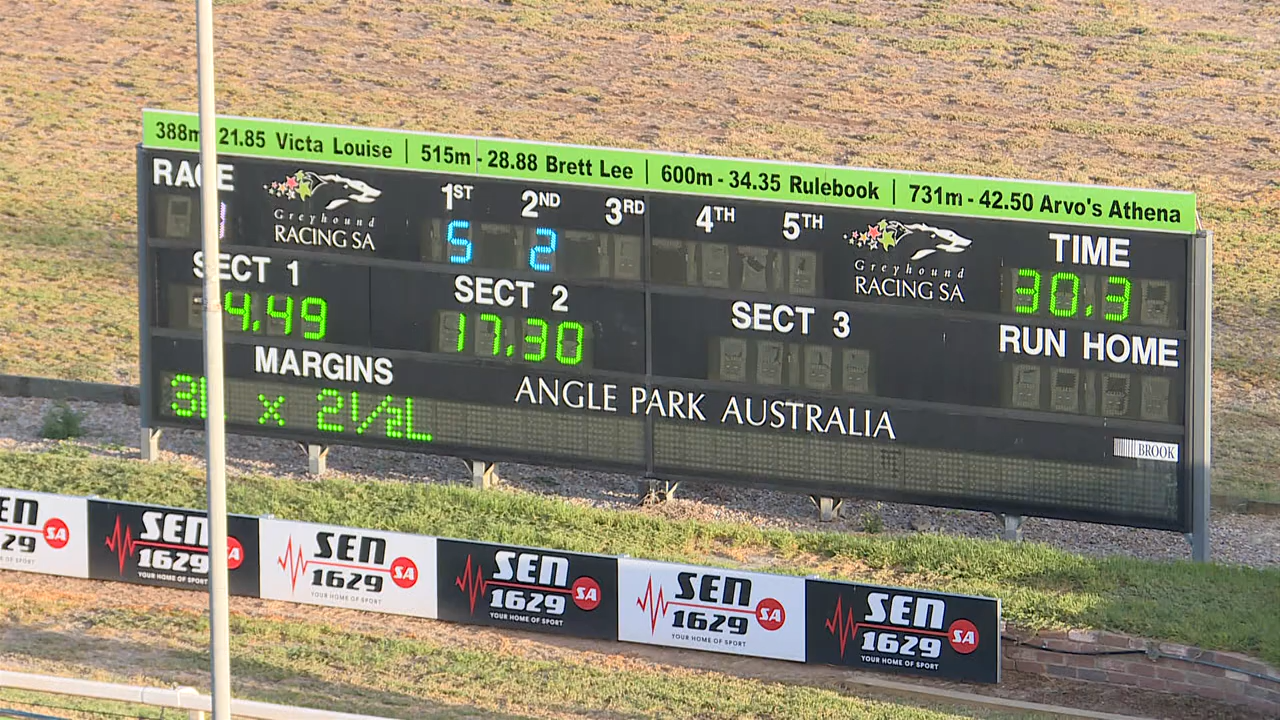 388m 21.85 Victa Louise | 515m - 28.88 Brett Lee | 600m - 34.35 Rulebook | 731m - 42.50 Arvo's Athena
RACE Greyhound RACING SA 1ST 2ND 3RD 4TH 5TH Greyhound RACING SA TIME
5 2 30.3
SECT 1 SECT 2 SECT 3 RUN HOME
4.49 17.30
MARGINS ANGLE PARK AUSTRALIA
x 2½L
BROOK
SEN 1629 SA YOUR HOME OF SPORT
SEN 1629 SA YOUR HOME OF SPORT
SEN 1629 SA YOUR HOME OF SPORT
SEN 1629 SA YOUR HOME OF SPORT
SEN 1629 SA YOUR HOME OF SPORT